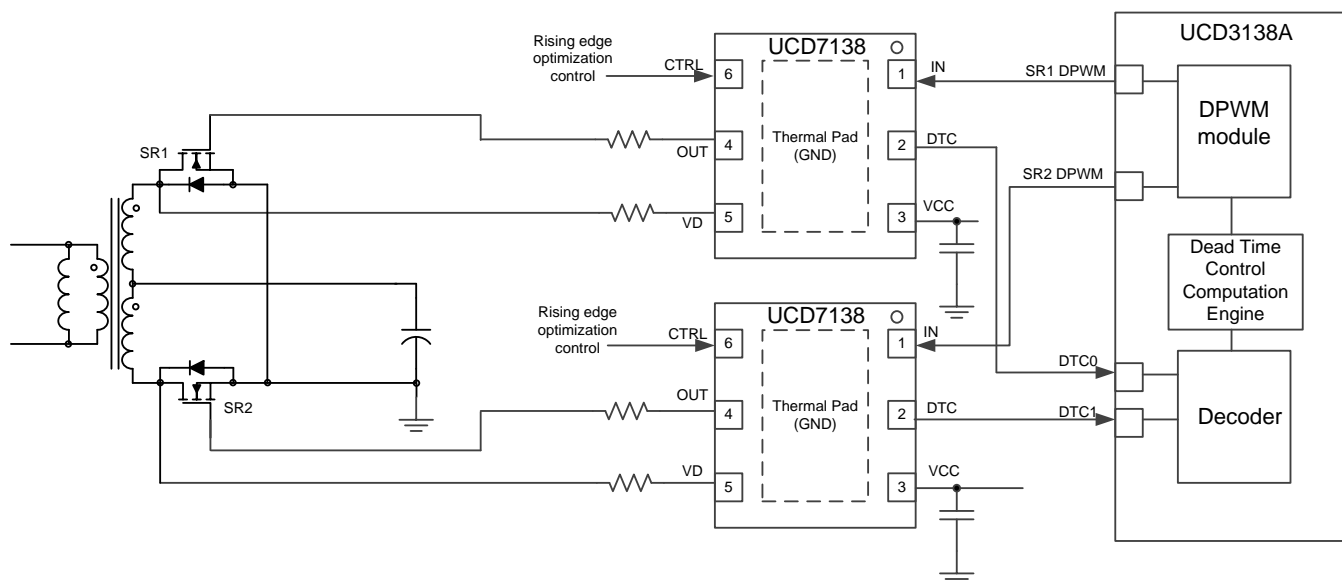 UCD3138A
UCD7138
Rising edge
optimization
control
CTRL
6
1
IN
SR1 DPWM
DPWM
module
SR1
Thermal Pad
(GND)
4
OUT
2
DTC
SR2 DPWM
VD
5
3
VCC
Dead Time
Control
Computation
Engine
UCD7138
Rising edge
optimization
control
CTRL
6
1
IN
DTC0
SR2
OUT
4
Thermal Pad
(GND)
2
DTC
DTC1
Decoder
VD
5
3
VCC